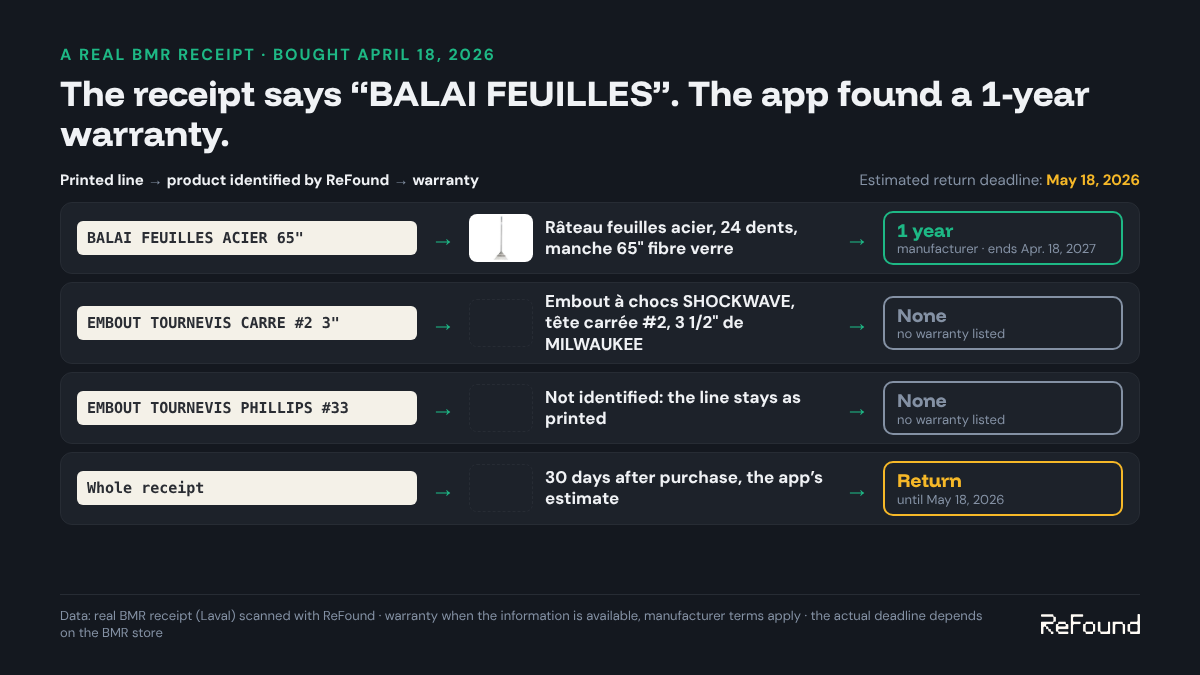 A REAL BMR RECEIPT · BOUGHT APRIL 18, 2026
The receipt says “BALAI FEUILLES”. The app found a 1-year
warranty.
Printed line → product identified by ReFound → warranty
Estimated return deadline: May 18, 2026
BALAI FEUILLES ACIER 65"
→
Râteau feuilles acier, 24 dents,
manche 65" fibre verre
→
1 year
manufacturer · ends Apr. 18, 2027
EMBOUT TOURNEVIS CARRE #2 3"
→
Embout à chocs SHOCKWAVE,
tête carrée #2, 3 1/2" de
MILWAUKEE
→
None
no warranty listed
EMBOUT TOURNEVIS PHILLIPS #33
→
Not identified: the line stays as
printed
→
None
no warranty listed
Whole receipt
→
30 days after purchase, the app’s
estimate
→
Return
until May 18, 2026
Data: real BMR receipt (Laval) scanned with ReFound · warranty when the information is available, manufacturer terms apply · the actual deadline depends
on the BMR store
ReFound